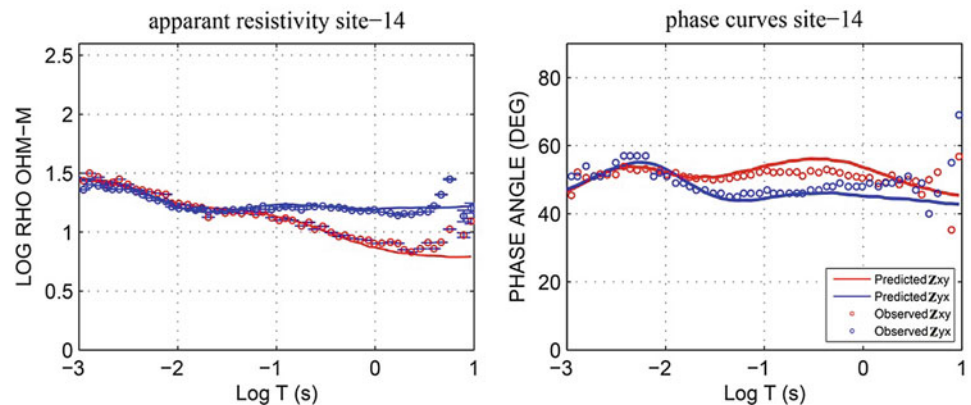 apparant resistivity site−14
2.5
2
1.5
1
0.5
0
−3
−2
−1
0
1
LOG RHO OHM−M
Log T (s)
phase curves site−14
80
60
40
20
0
−3
−2
−1
0
1
PHASE ANGLE (DEG)
Log T (s)
Predicted Zxy
Predicted Zyx
Observed Zxy
Observed Zyx